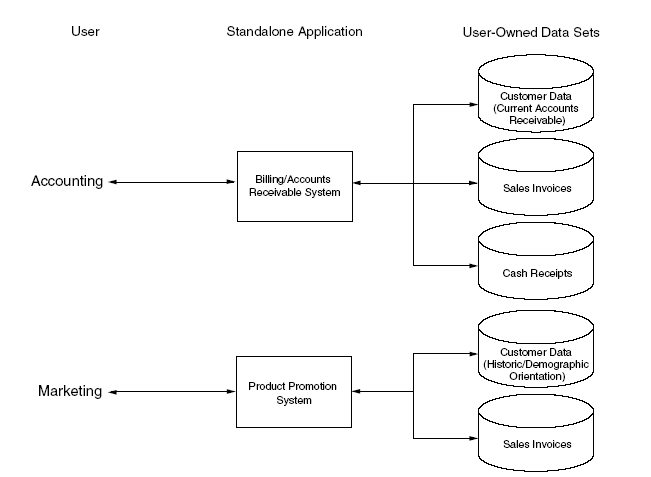 User
Standalone Application
User-Owned Data Sets
Customer Data
(Current Accounts
Receivable)
Accounting
Billing/Accounts
Receivable System
Sales Invoices
Cash Receipts
Customer Data
(Historic/Demographic
Orientation)
Marketing
Product Promotion
System
Sales Invoices